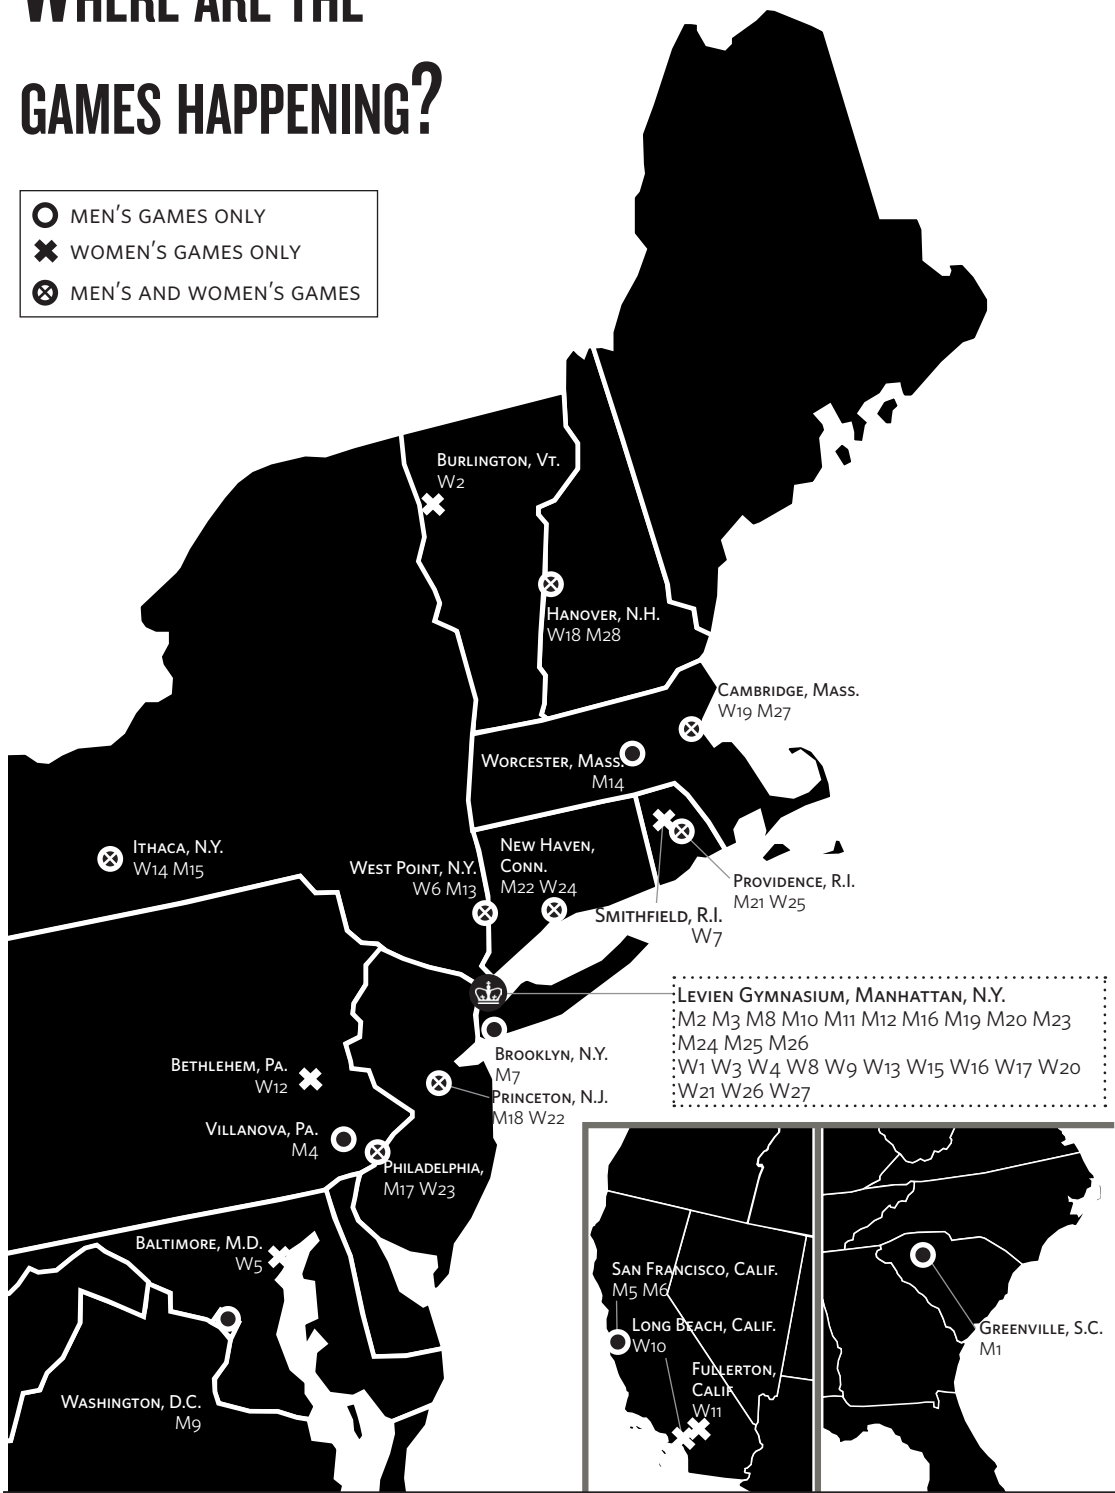 WHERE ARE THE
GAMES HAPPENING?
MEN'S GAMES ONLY
WOMEN'S GAMES ONLY
MEN'S AND WOMEN'S GAMES
BURLINGTON, VT.
W2
HANOVER, N.H.
W18 M28
CAMBRIDGE, MASS.
W19 M27
WORCESTER, MASS.
M14
ITHACA, N.Y.
W14 M15
WEST POINT, N.Y.
W6 M13
NEW HAVEN,
CONN.
M22 W24
PROVIDENCE, R.I.
M21 W25
SMITHFIELD, R.I.
W7
LEVIEN GYMNASIUM, MANHATTAN, N.Y.
M2 M3 M8 M10 M11 M12 M16 M19 M20 M23
M24 M25 M26
W1 W3 W4 W8 W9 W13 W15 W16 W17 W20
W21 W26 W27
BROOKLYN, N.Y.
M7
BETHLEHEM, PA.
W12
PRINCETON, N.J.
M18 W22
VILLANOVA, PA.
M4
PHILADELPHIA,
M17 W23
BALTIMORE, M.D.
W5
WASHINGTON, D.C.
M9
SAN FRANCISCO, CALIF.
M5 M6
LONG BEACH, CALIF.
W10
FULLERTON,
CALIF
W11
GREENVILLE, S.C.
M1